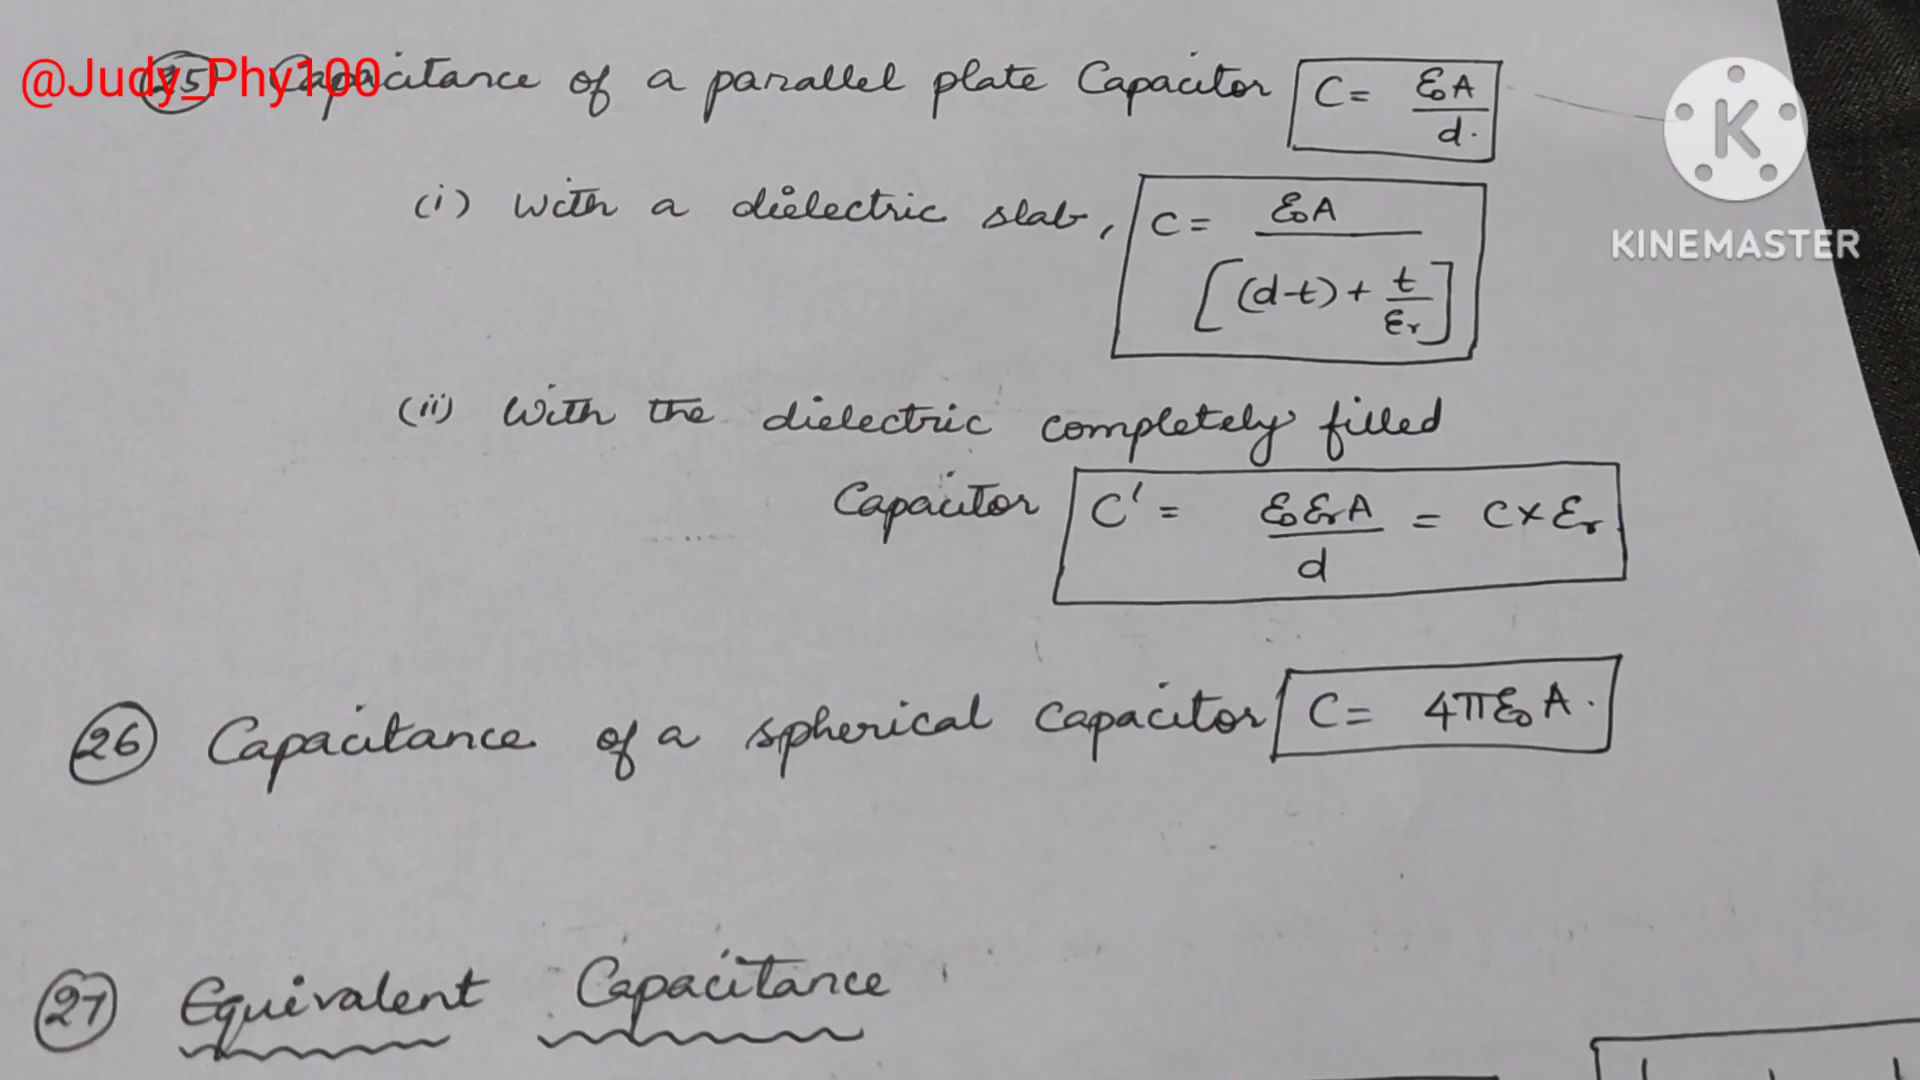 @Judy_Phy100
25 Capacitance of a parallel plate Capacitor C = ε₀A / d.
K
KINEMASTER
(i) With a dielectric slab, C = ε₀A / [(d-t) + t/εr]
(ii) With the dielectric completely filled
Capacitor C' = ε₀εrA / d = C × εr
26 Capacitance of a spherical Capacitor C = 4πε₀A.
27 Equivalent Capacitance